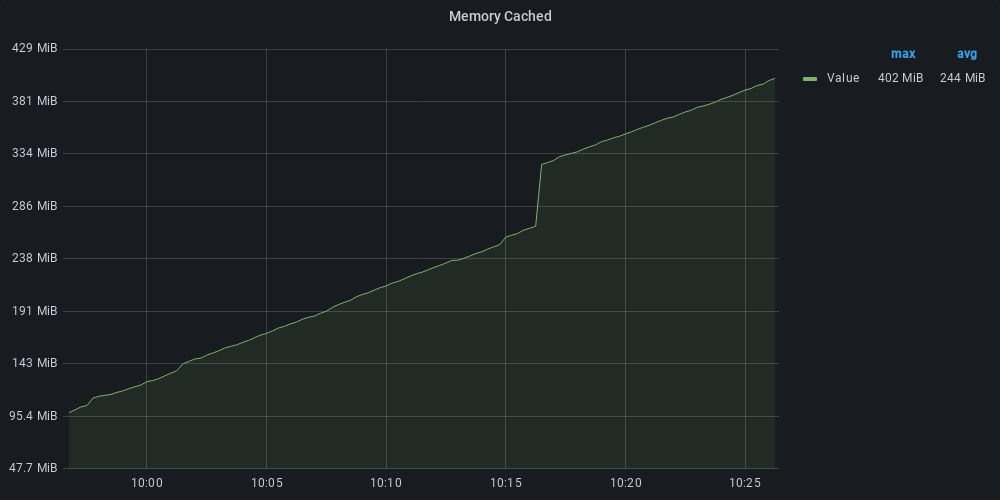 Memory Cached
429 MiB
381 MiB
334 MiB
286 MiB
238 MiB
191 MiB
143 MiB
95.4 MiB
47.7 MiB
10:00 10:05 10:10 10:15 10:20 10:25
max avg
Value 402 MiB 244 MiB